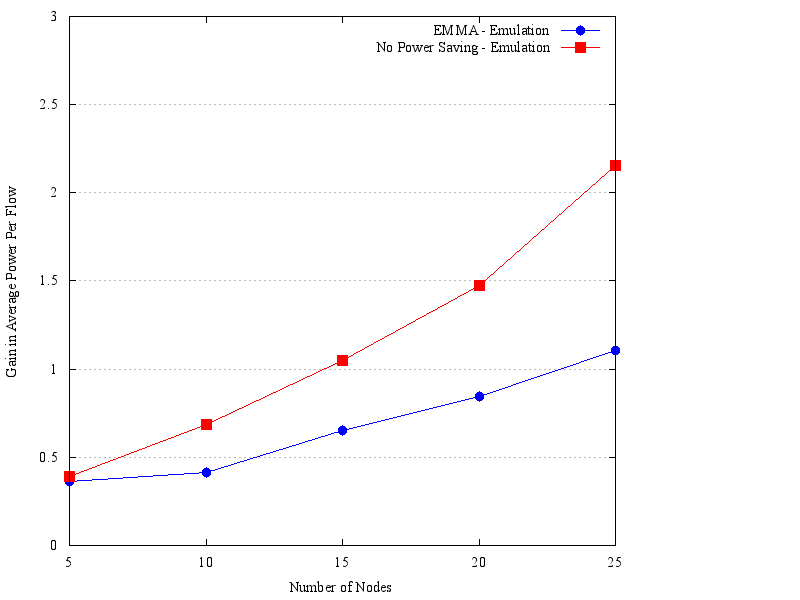 3
EMMA - Emulation
No Power Saving - Emulation
2.5
2
1.5
1
0.5
0
Gain in Average Power Per Flow
5 10 15 20 25
Number of Nodes